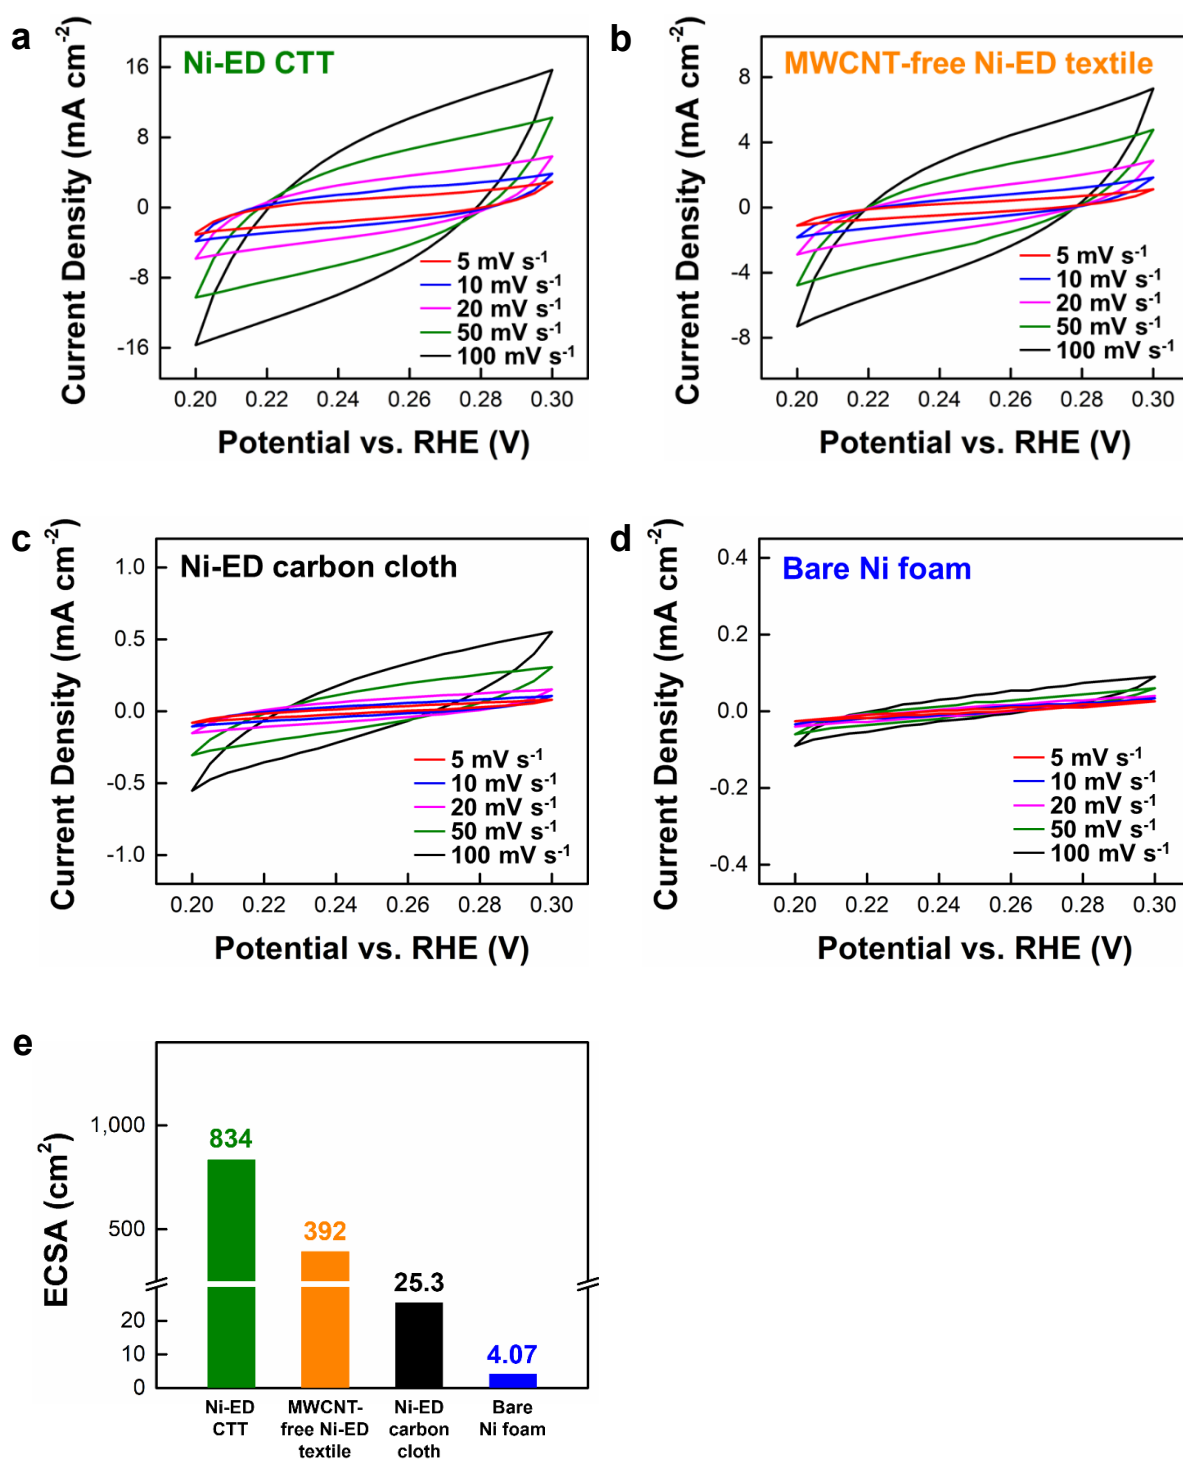 a
Ni-ED CTT
Current Density (mA cm-2)
16
8
0
-8
-16
5 mV s-1
10 mV s-1
20 mV s-1
50 mV s-1
100 mV s-1
0.20 0.22 0.24 0.26 0.28 0.30
Potential vs. RHE (V)
b
MWCNT-free Ni-ED textile
Current Density (mA cm-2)
8
4
0
-4
-8
5 mV s-1
10 mV s-1
20 mV s-1
50 mV s-1
100 mV s-1
0.20 0.22 0.24 0.26 0.28 0.30
Potential vs. RHE (V)
c
Ni-ED carbon cloth
Current Density (mA cm-2)
1.0
0.5
0.0
-0.5
-1.0
5 mV s-1
10 mV s-1
20 mV s-1
50 mV s-1
100 mV s-1
0.20 0.22 0.24 0.26 0.28 0.30
Potential vs. RHE (V)
d
Bare Ni foam
Current Density (mA cm-2)
0.4
0.2
0.0
-0.2
-0.4
5 mV s-1
10 mV s-1
20 mV s-1
50 mV s-1
100 mV s-1
0.20 0.22 0.24 0.26 0.28 0.30
Potential vs. RHE (V)
e
ECSA (cm2)
1,000
500
20
10
0
834
392
25.3
4.07
Ni-ED
CTT
MWCNT-
free Ni-ED
textile
Ni-ED
carbon
cloth
Bare
Ni foam